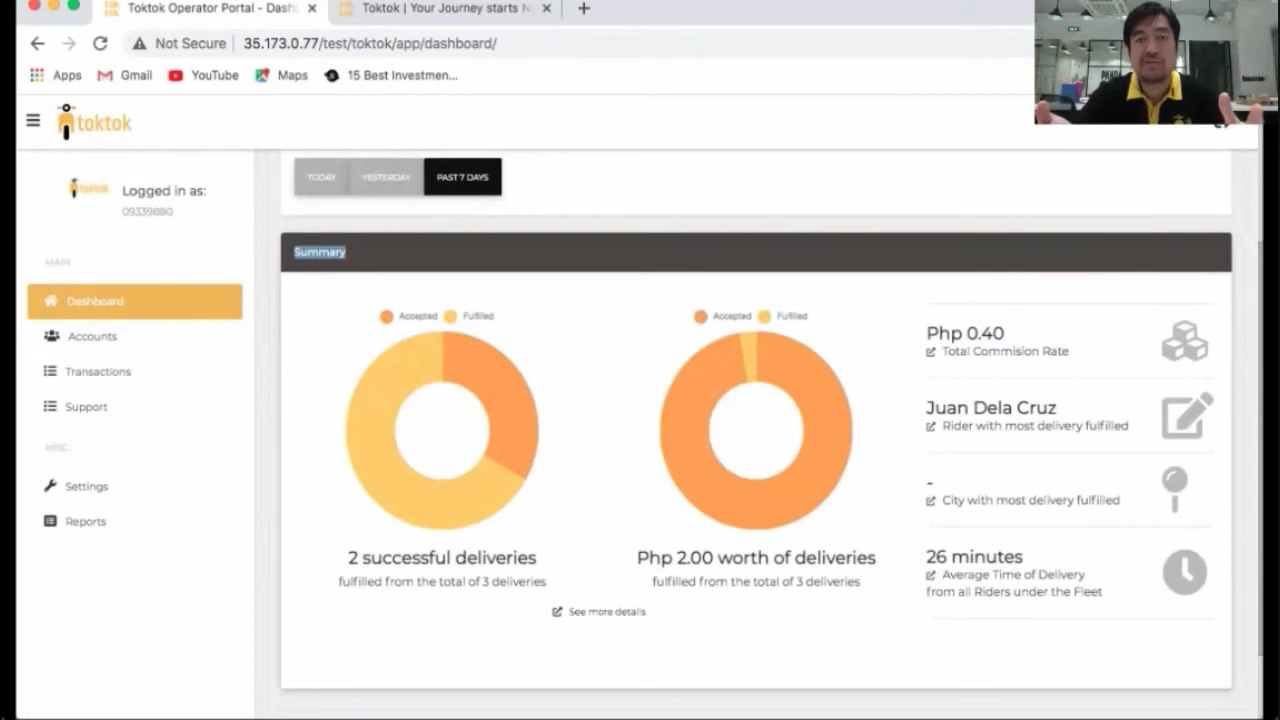 Toktok Operator Portal - Dash
Toktok | Your Journey starts N
Not Secure
35.173.0.77/test/toktok/app/dashboard/
Apps
Gmail
YouTube
Maps
15 Best Investmen...
toktok
toktok
Logged in as:
09339880
MAIN
Dashboard
Accounts
Transactions
Support
MISC.
Settings
Reports
TODAY
YESTERDAY
PAST 7 DAYS
Summary
Accepted
Fulfilled
2 successful deliveries
fulfilled from the total of 3 deliveries
Accepted
Fulfilled
Php 2.00 worth of deliveries
fulfilled from the total of 3 deliveries
See more details
Php 0.40
Total Commision Rate
Juan Dela Cruz
Rider with most delivery fulfilled
-
City with most delivery fulfilled
26 minutes
Average Time of Delivery
from all Riders under the Fleet